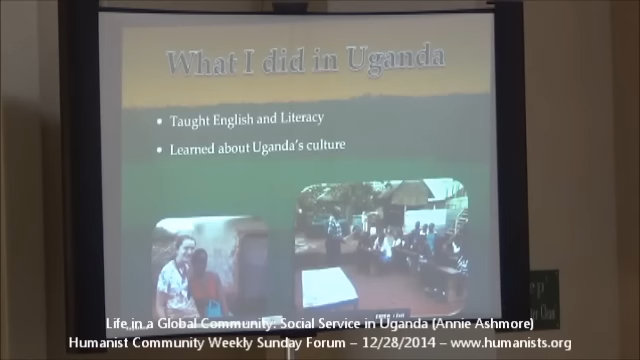 What I did in Uganda
• Taught English and Literacy
• Learned about Uganda's culture
Life in a Global Community: Social Service in Uganda (Annie Ashmore)
Humanist Community Weekly Sunday Forum – 12/28/2014 – www.humanists.org